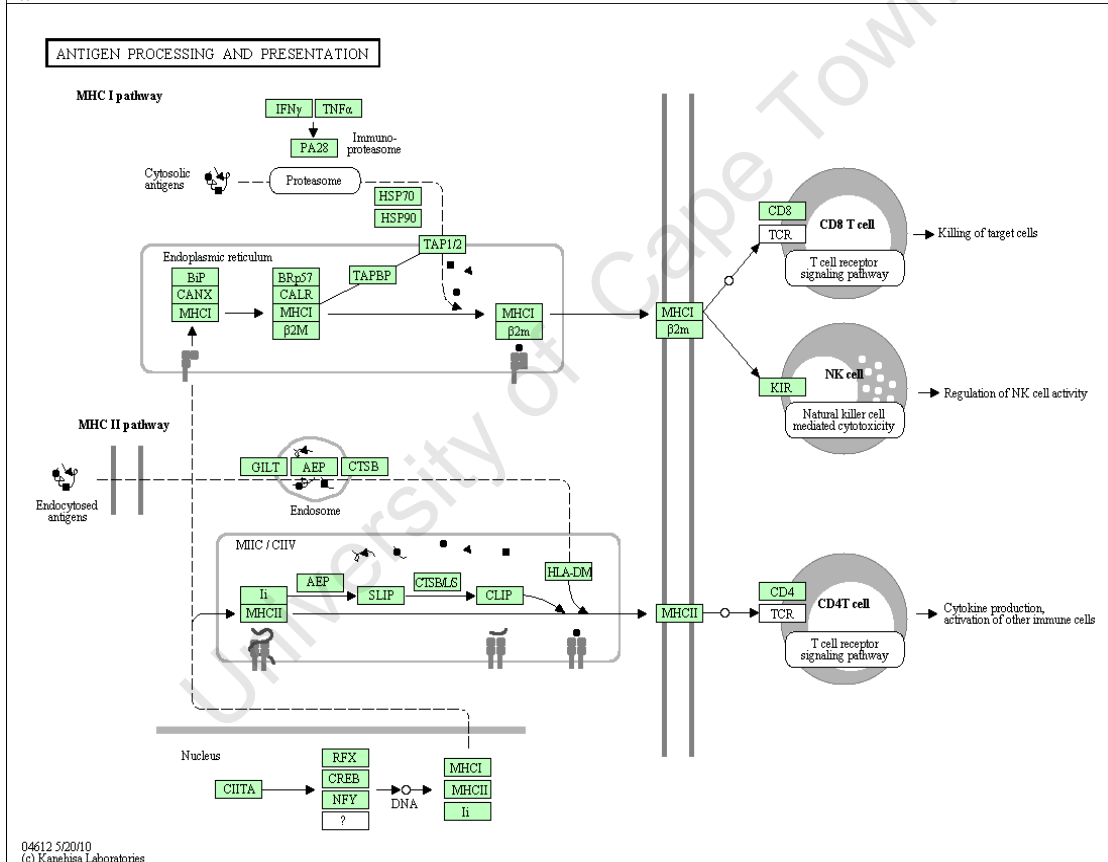 ANTIGEN PROCESSING AND PRESENTATION
MHC I pathway
IFNγ TNFα
PA28
Immuno-
proteasome
Cytosolic
antigens
Proteasome
HSP70
HSP90
TAP1/2
Endoplasmic reticulum
BiP
CANX
MHCI
BRp57
CALR
MHCI
β2M
TAPBP
MHCI
β2m
MHCI
β2m
CD8
TCR
CD8 T cell
T cell receptor
signaling pathway
Killing of target cells
KIR
NK cell
Natural killer cell
mediated cytotoxicity
Regulation of NK cell activity
MHC II pathway
Endocytosed
antigens
GILT AEP CTSB
Endosome
MIIC / CIIV
Ii
MHCII
AEP
SLIP
CTSB/L/S
CLIP
HLA-DM
MHCII
CD4
TCR
CD4T cell
T cell receptor
signaling pathway
Cytokine production,
activation of other immune cells
Nucleus
CIITA
RFX
CREB
NFY
?
DNA
MHCI
MHCII
Ii
04612 5/20/10
(c) Kanehisa Laboratories
University of Cape Town